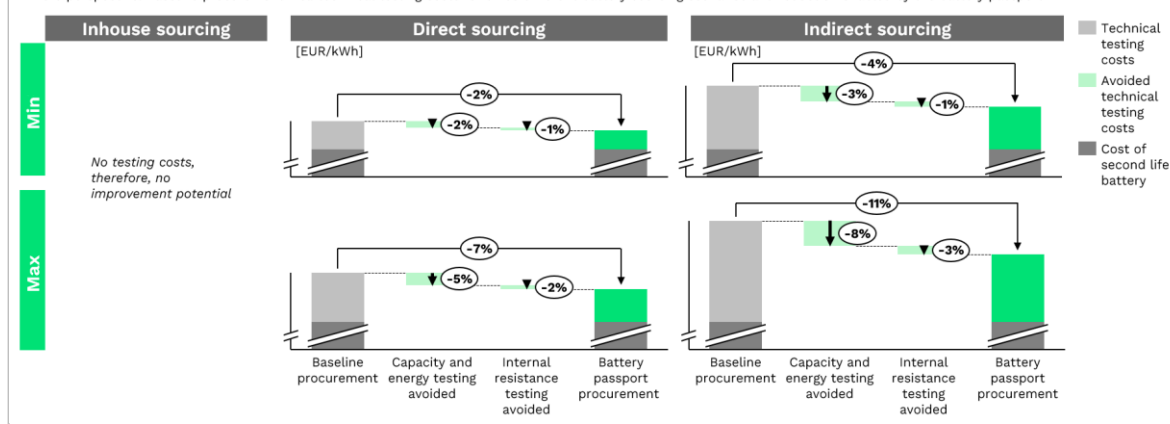 Inhouse sourcing
Direct sourcing
Indirect sourcing
Technical
testing
costs
Avoided
technical
testing
costs
Cost of
second life
battery
Min
Max
No testing costs,
therefore, no
improvement potential
[EUR/kWh]
-2%
-2%
-1%
[EUR/kWh]
-4%
-3%
-1%
-7%
-5%
-2%
-11%
-8%
-3%
Baseline
procurement
Capacity and
energy testing
avoided
Internal
resistance
testing
avoided
Battery
passport
procurement
Baseline
procurement
Capacity and
energy testing
avoided
Internal
resistance
testing
avoided
Battery
passport
procurement